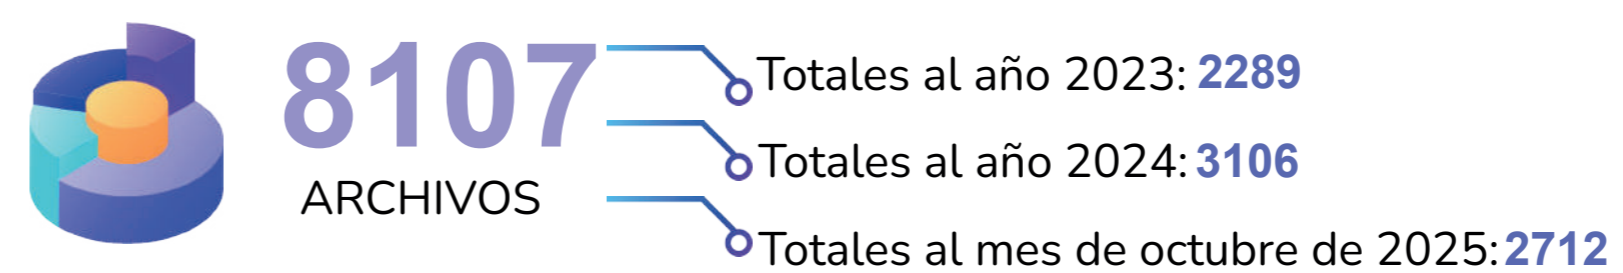 8107
ARCHIVOS
Totales al año 2023: 2289
Totales al año 2024: 3106
Totales al mes de octubre de 2025: 2712